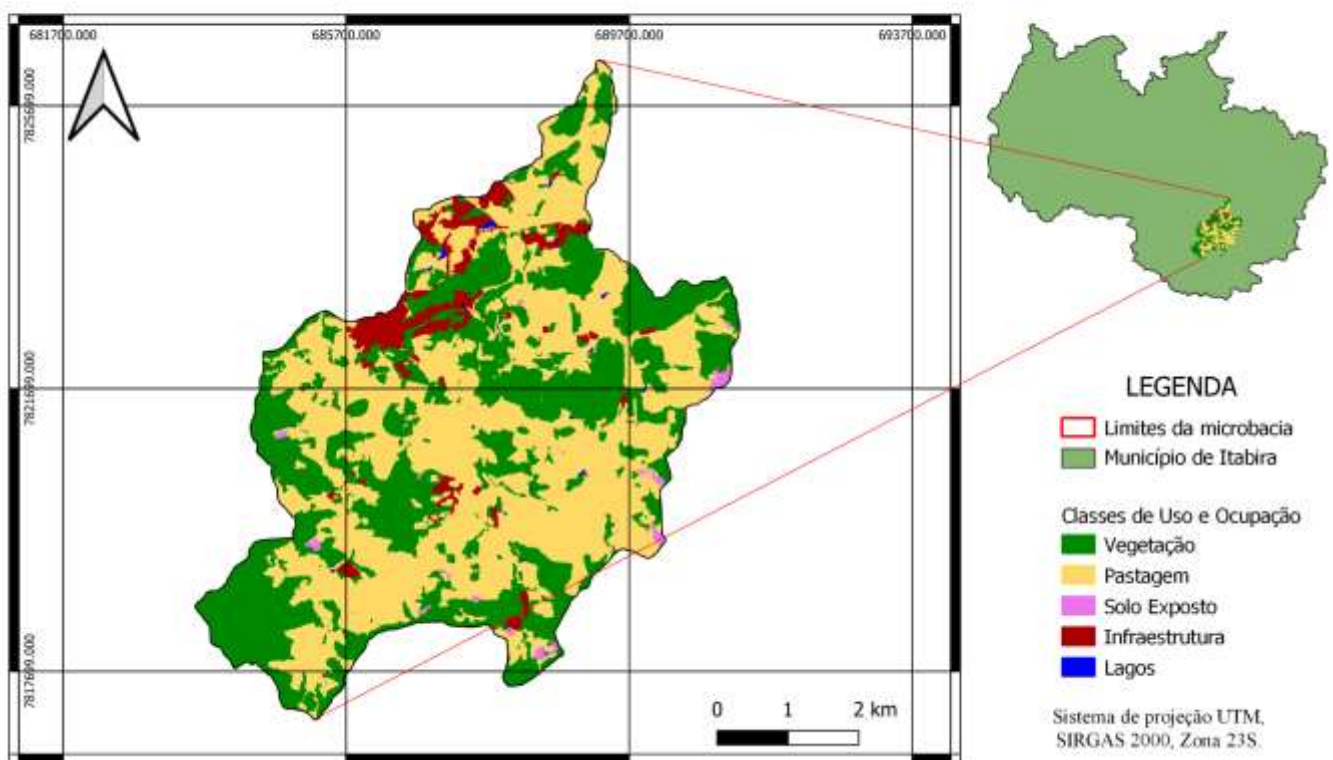 681700.000
685700.000
689700.000
693700.000
7825699.000
7821699.000
7817699.000
0 1 2 km
LEGENDA
Limites da microbacia
Município de Itabira
Classes de Uso e Ocupação
Vegetação
Pastagem
Solo Exposto
Infraestrutura
Lagos
Sistema de projeção UTM,
SIRGAS 2000, Zona 23S.